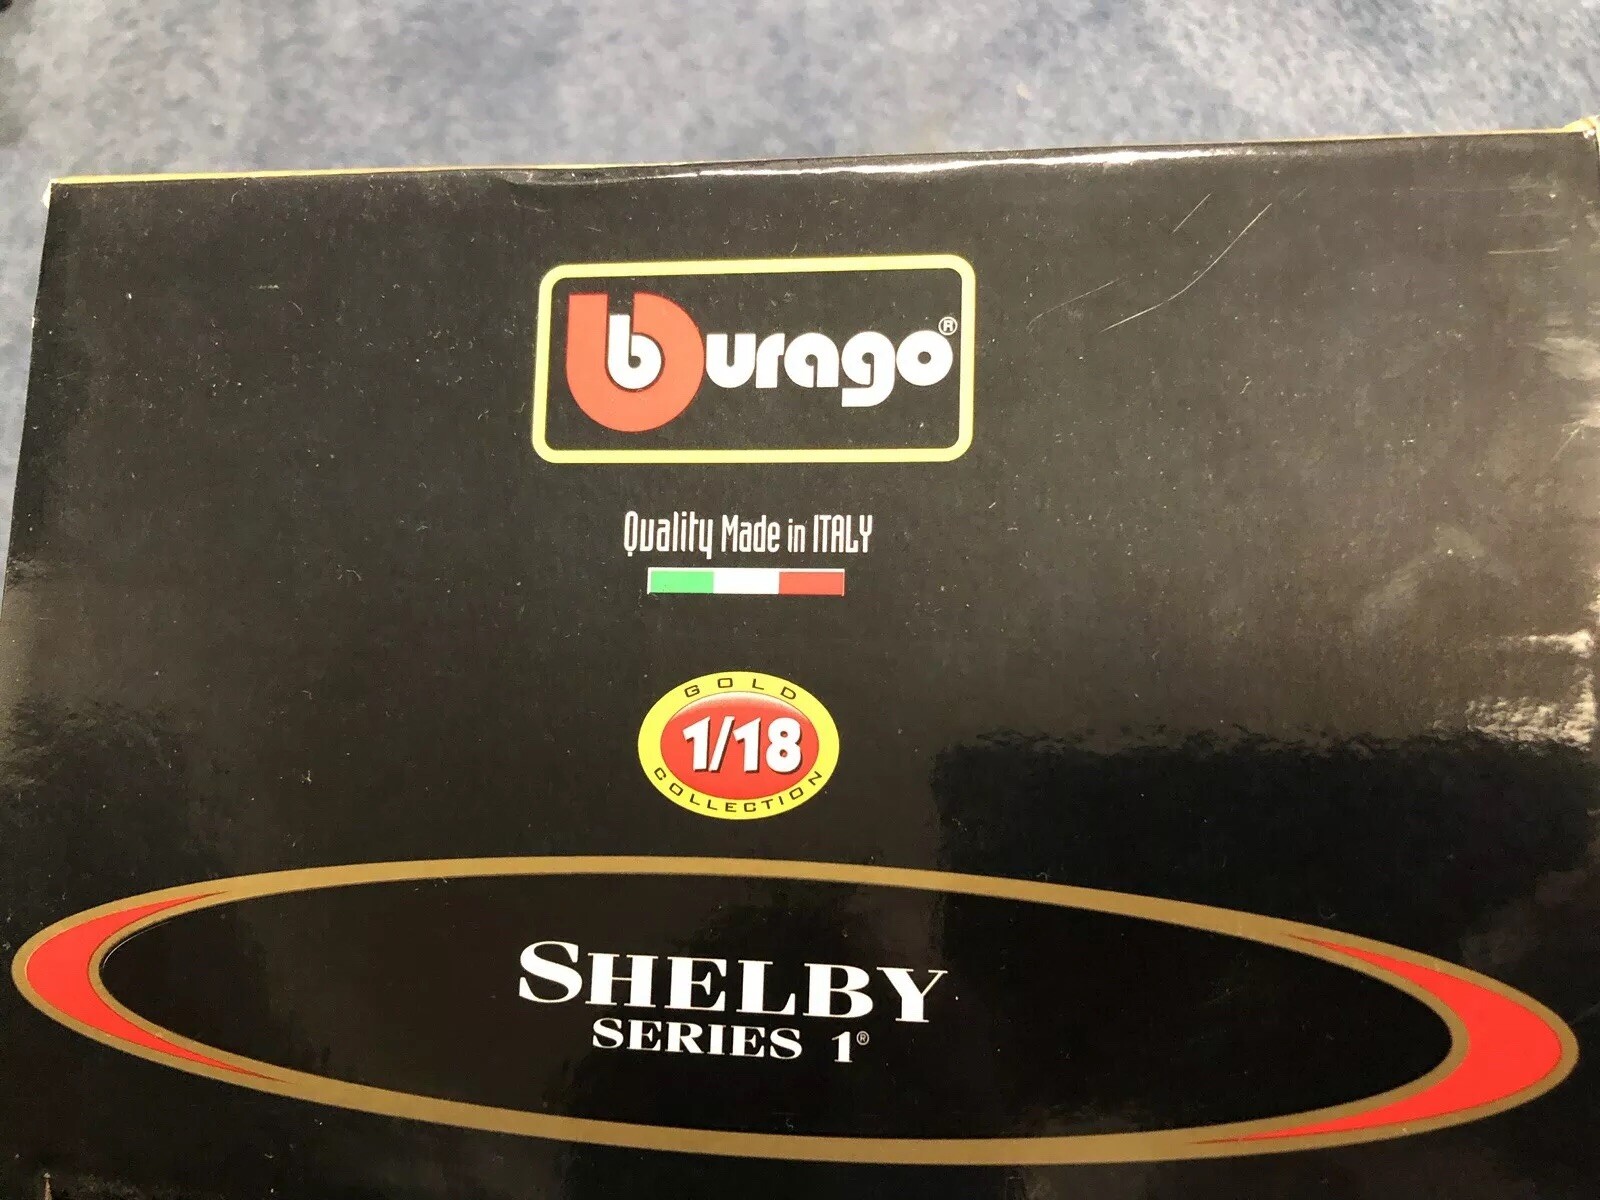 burago®
Quality Made in ITALY
GOLD
1/18
COLLECTION
SHELBY
SERIES 1®